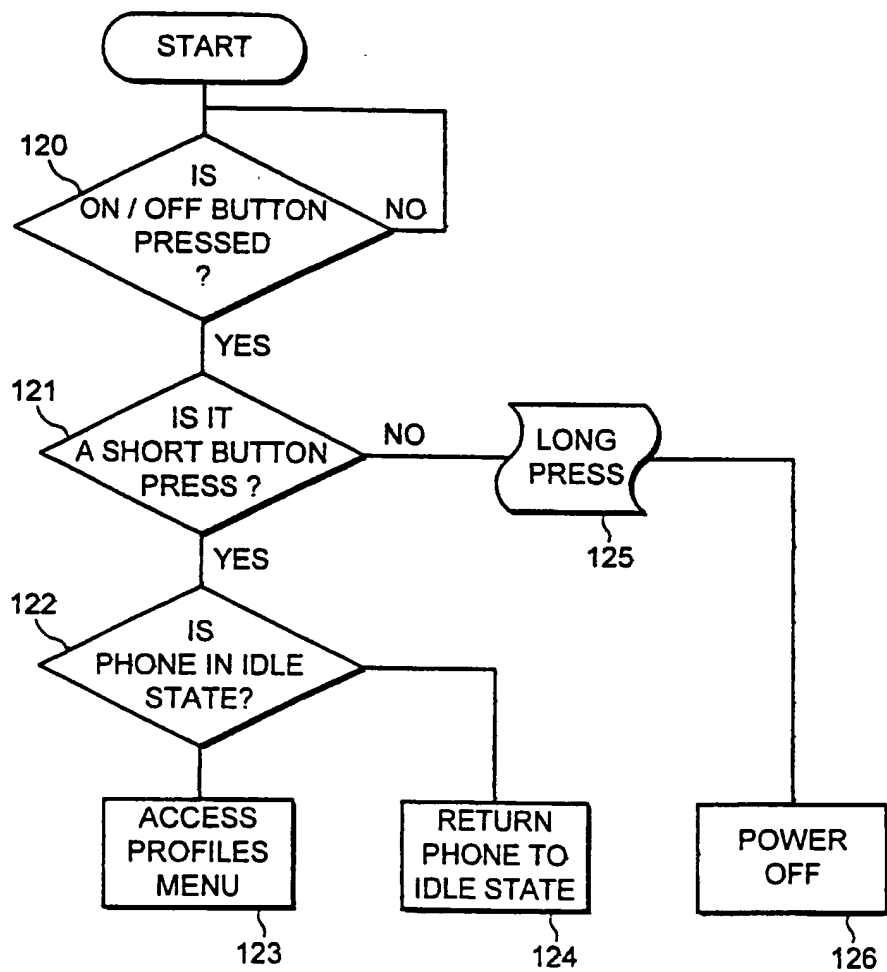 START
120
IS
ON / OFF BUTTON
PRESSED
?
NO
YES
121
IS IT
A SHORT BUTTON
PRESS ?
NO
LONG
PRESS
125
YES
122
IS
PHONE IN IDLE
STATE?
ACCESS
PROFILES
MENU
123
RETURN
PHONE TO
IDLE STATE
124
POWER
OFF
126